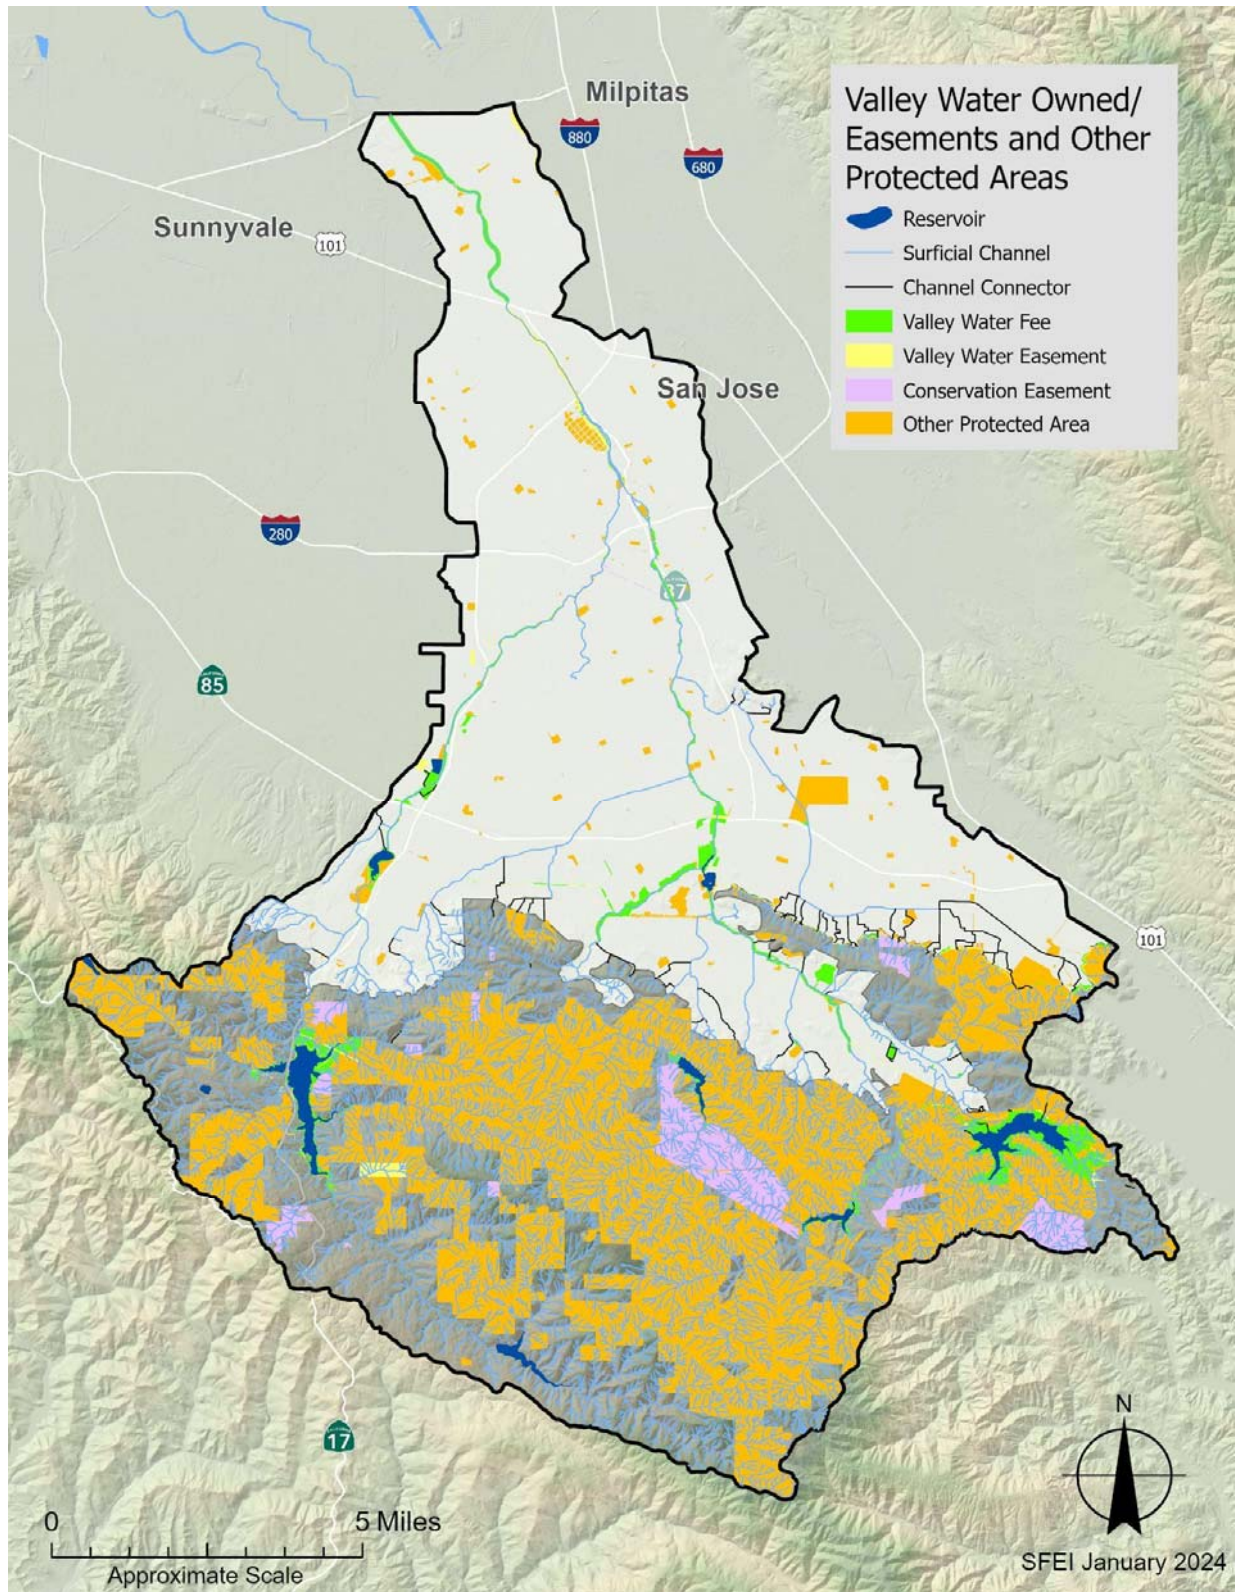 Milpitas
880
680
Sunnyvale
101
San Jose
280
87
85
101
17
Valley Water Owned/
Easements and Other
Protected Areas
Reservoir
Surficial Channel
Channel Connector
Valley Water Fee
Valley Water Easement
Conservation Easement
Other Protected Area
N
0 5 Miles
Approximate Scale
SFEI January 2024